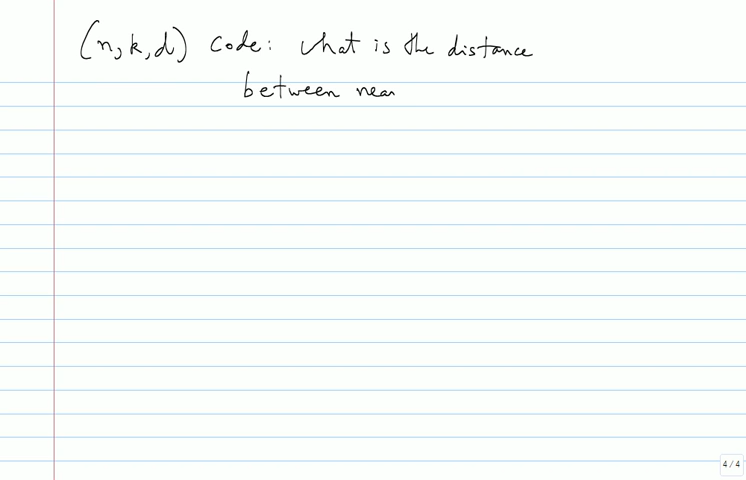 (n, k, d) code: what is the distance
between near
4/4